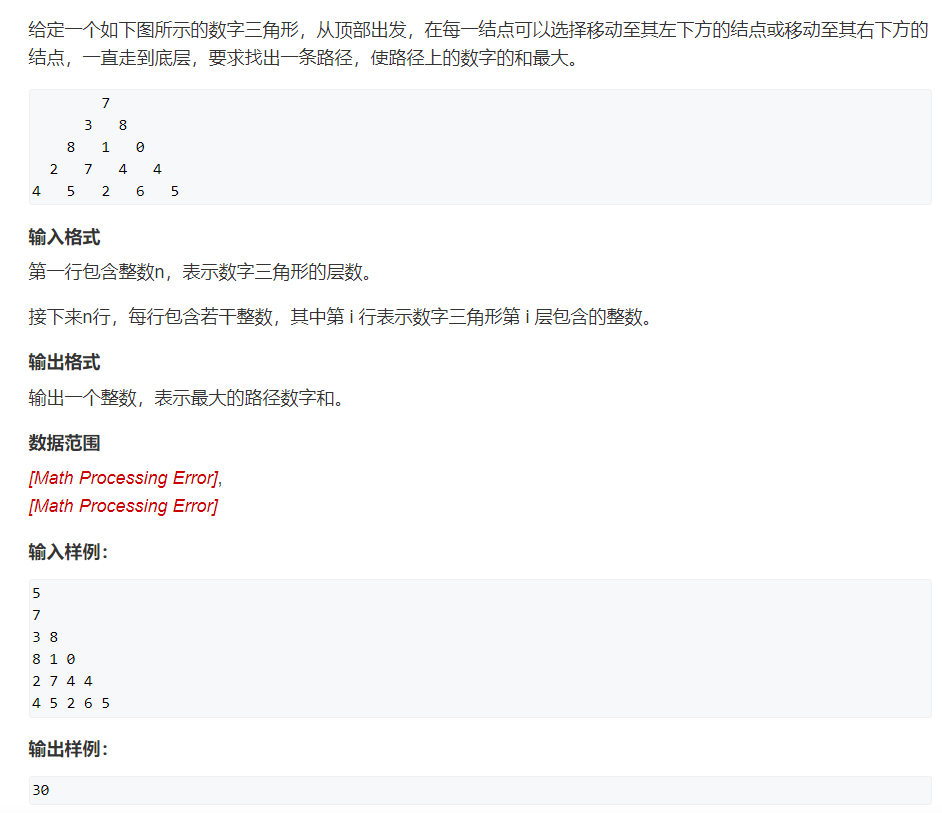 给定一个如下图所示的数字三角形，从顶部出发，在每一结点可以选择移动至其左下方的结点或移动至其右下方的
结点，一直走到底层，要求找出一条路径，使路径上的数字的和最大。
7
3 8
8 1 0
2 7 4 4
4 5 2 6 5
输入格式
第一行包含整数n，表示数字三角形的层数。
接下来n行，每行包含若干整数，其中第 i 行表示数字三角形第 i 层包含的整数。
输出格式
输出一个整数，表示最大的路径数字和。
数据范围
[Math Processing Error],
[Math Processing Error]
输入样例：
5
7
3 8
8 1 0
2 7 4 4
4 5 2 6 5
输出样例：
30